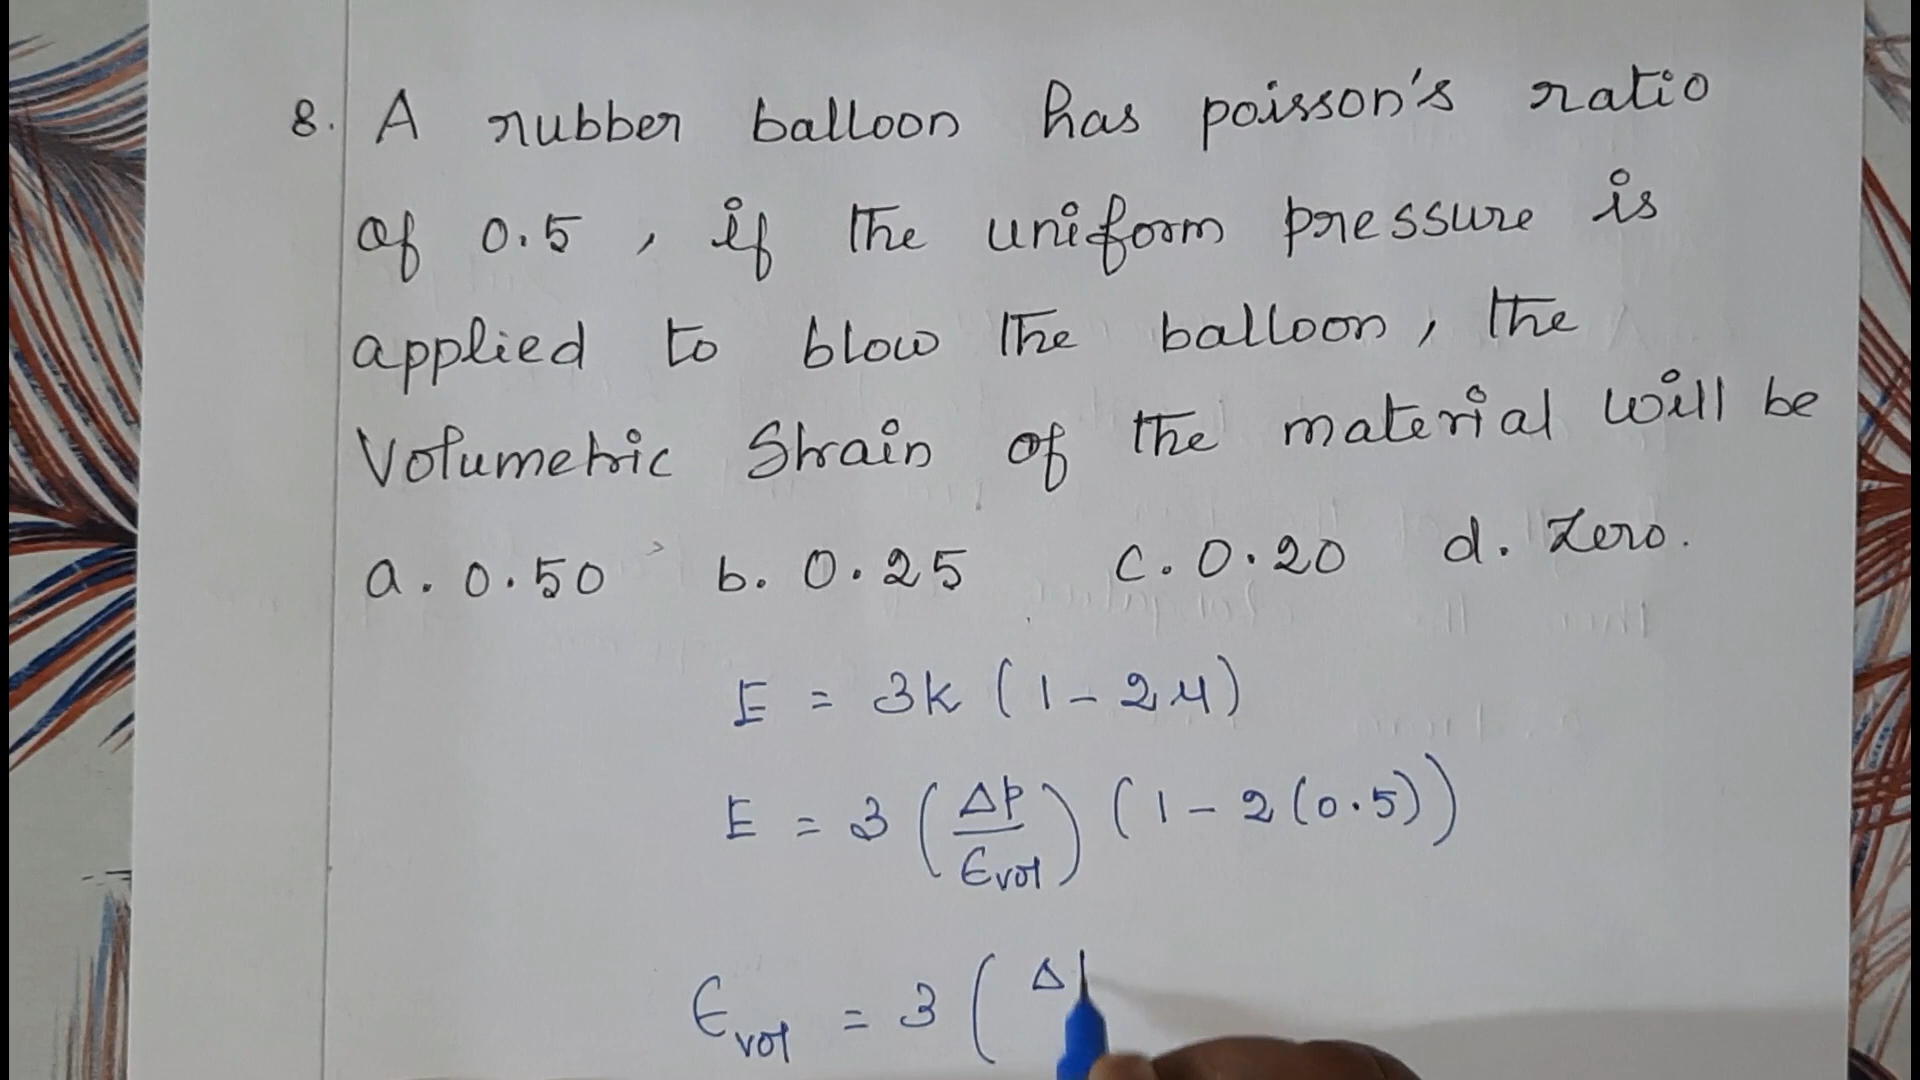 8. A rubber balloon has poisson's ratio
of 0.5, if the uniform pressure is
applied to blow the balloon, the
Volumetric Strain of the material will be
a. 0.50 b. 0.25 c. 0.20 d. Zero.
E = 3k (1 - 2μ)
E = 3 (Δp / ϵvol) (1 - 2(0.5))
ϵvol = 3 ( Δ